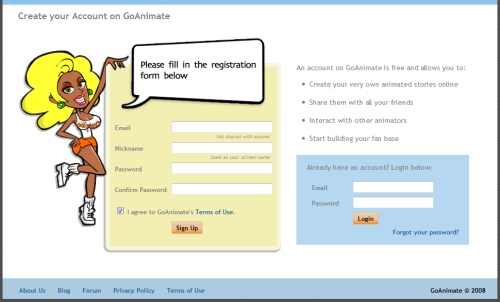 Create your Account on GoAnimate
Please fill in the registration
form below
Email
Not shared with anyone
Nickname
Used as your screen name
Password
Confirm Password
I agree to GoAnimate's Terms of Use.
Sign Up
An account on GoAnimate is free and allows you to:
Create your very own animated stories online
Share them with all your friends
Interact with other animators
Start building your fan base
Already have an account? Login below:
Email
Password
Login
Forgot your password?
About Us Blog Forum Privacy Policy Terms of Use GoAnimate © 2008